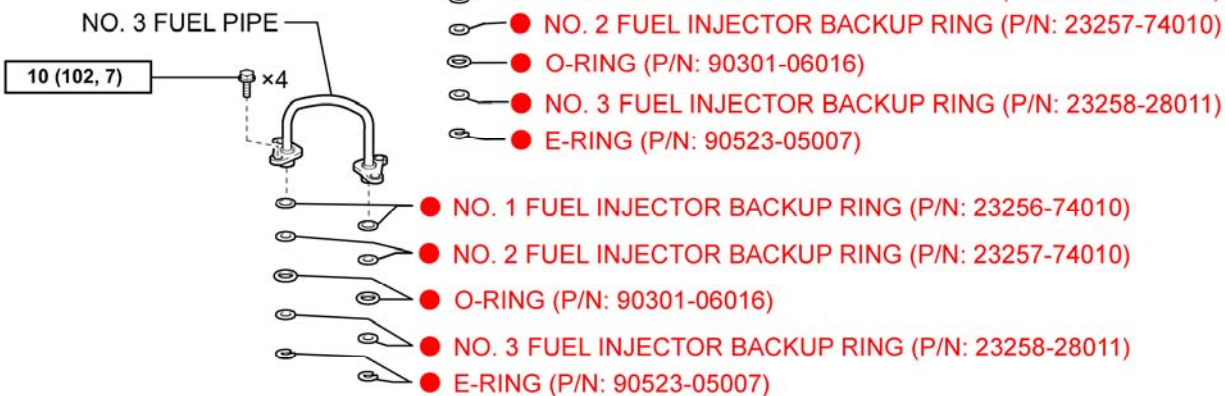 NO. 3 FUEL PIPE
NO. 2 FUEL INJECTOR BACKUP RING (P/N: 23257-74010)
10 (102, 7)
×4
O-RING (P/N: 90301-06016)
NO. 3 FUEL INJECTOR BACKUP RING (P/N: 23258-28011)
E-RING (P/N: 90523-05007)
NO. 1 FUEL INJECTOR BACKUP RING (P/N: 23256-74010)
NO. 2 FUEL INJECTOR BACKUP RING (P/N: 23257-74010)
O-RING (P/N: 90301-06016)
NO. 3 FUEL INJECTOR BACKUP RING (P/N: 23258-28011)
E-RING (P/N: 90523-05007)